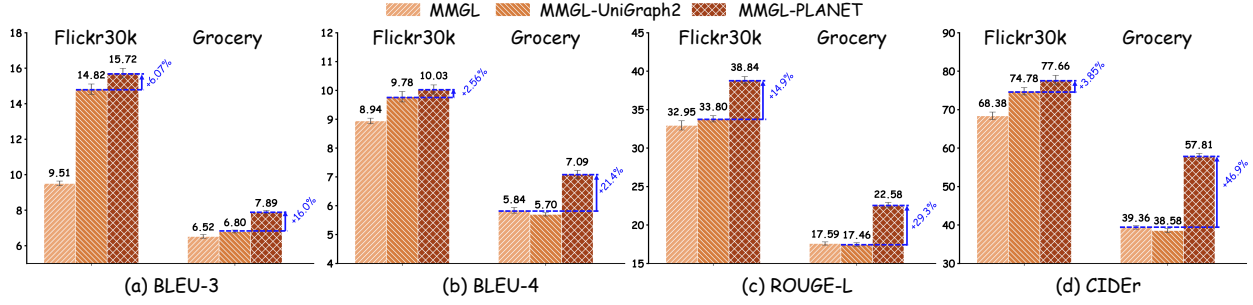 MMGL MMGL-UniGraph2 MMGL-PLANET
18
16
14
12
10
8
6
Flickr30k Grocery
9.51 14.82 15.72 +6.07%
6.52 6.80 7.89 +16.0%
(a) BLEU-3
12
11
10
9
8
7
6
5
4
Flickr30k Grocery
8.94 9.78 10.03 +2.56%
5.84 5.70 7.09 +21.4%
(b) BLEU-4
45
40
35
30
25
20
15
Flickr30k Grocery
32.95 33.80 38.84 +14.9%
17.59 17.46 22.58 +29.3%
(c) ROUGE-L
90
80
70
60
50
40
30
Flickr30k Grocery
68.38 74.78 77.66 +3.85%
39.36 38.58 57.81 +46.9%
(d) CIDEr